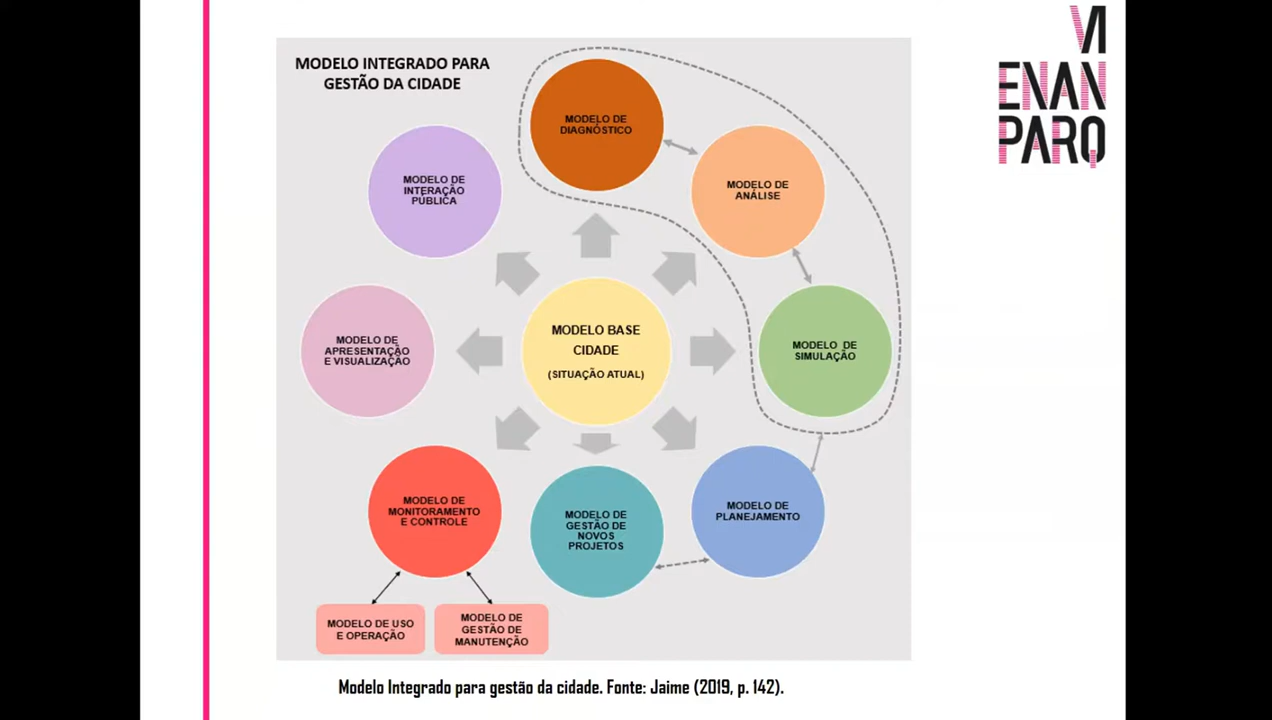 MODELO INTEGRADO PARA
GESTÃO DA CIDADE
VI
ENAN
PARQ
MODELO DE
DIAGNÓSTICO
MODELO DE
ANÁLISE
MODELO DE
INTERAÇÃO
PÚBLICA
MODELO BASE
CIDADE
(SITUAÇÃO ATUAL)
MODELO DE
SIMULAÇÃO
MODELO DE
APRESENTAÇÃO
E VISUALIZAÇÃO
MODELO DE
MONITORAMENTO
E CONTROLE
MODELO DE
GESTÃO DE
NOVOS
PROJETOS
MODELO DE
PLANEJAMENTO
MODELO DE USO
E OPERAÇÃO
MODELO DE
GESTÃO DE
MANUTENÇÃO
Modelo Integrado para gestão da cidade. Fonte: Jaime (2019, p. 142).